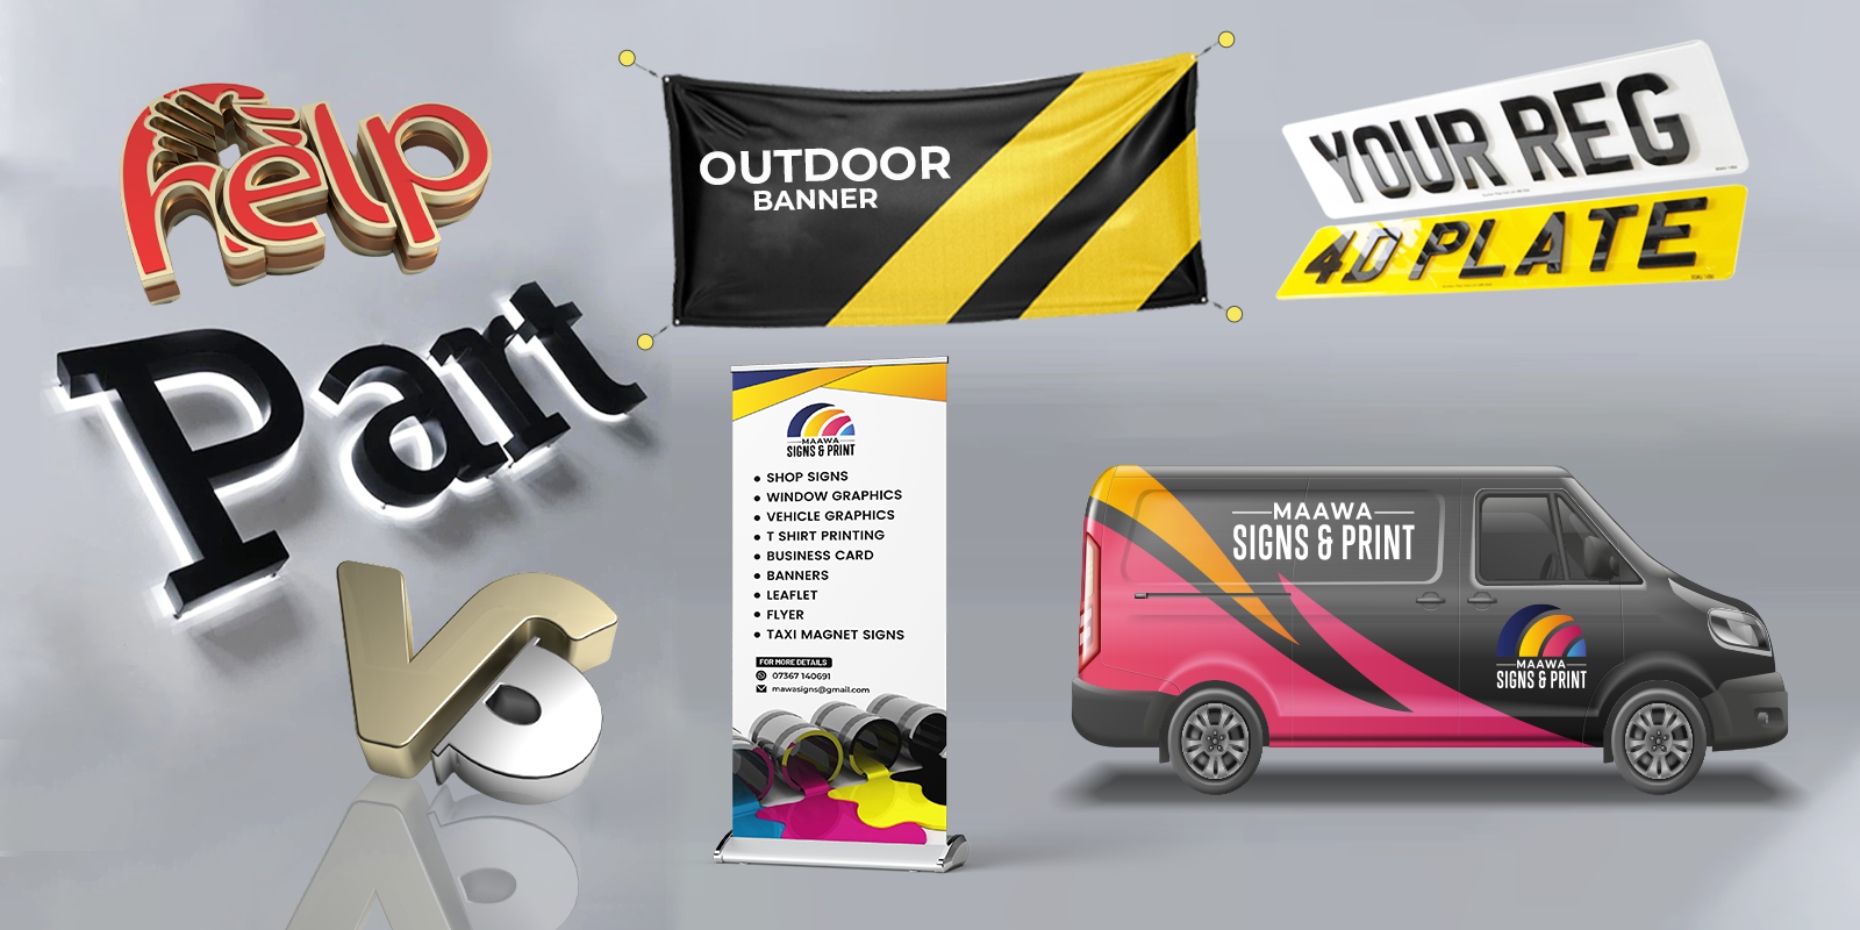 help
Part
OUTDOOR
BANNER
YOUR REG
4D PLATE
MAAWA
SIGNS & PRINT
SHOP SIGNS
WINDOW GRAPHICS
VEHICLE GRAPHICS
T SHIRT PRINTING
BUSINESS CARD
BANNERS
LEAFLET
FLYER
TAXI MAGNET SIGNS
FOR MORE DETAILS
07367 140691
mawasigns@gmail.com
MAAWA
SIGNS & PRINT
MAAWA
SIGNS & PRINT